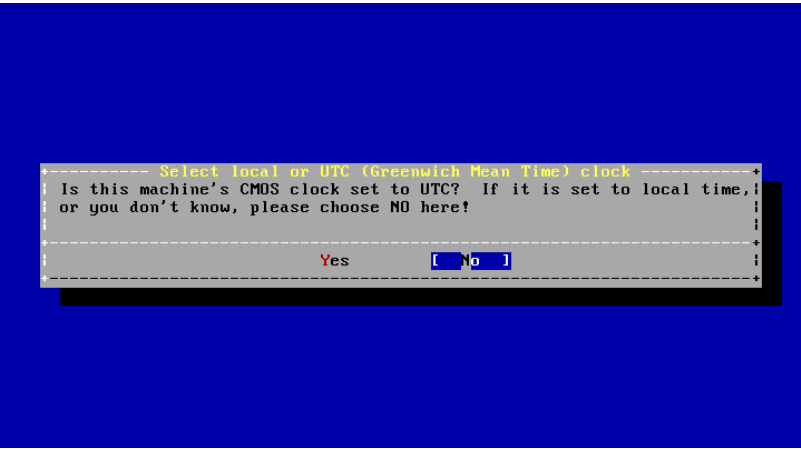 Select local or UTC (Greenwich Mean Time) clock
Is this machine's CMOS clock set to UTC?  If it is set to local time,
or you don't know, please choose NO here!
Yes [  No  ]